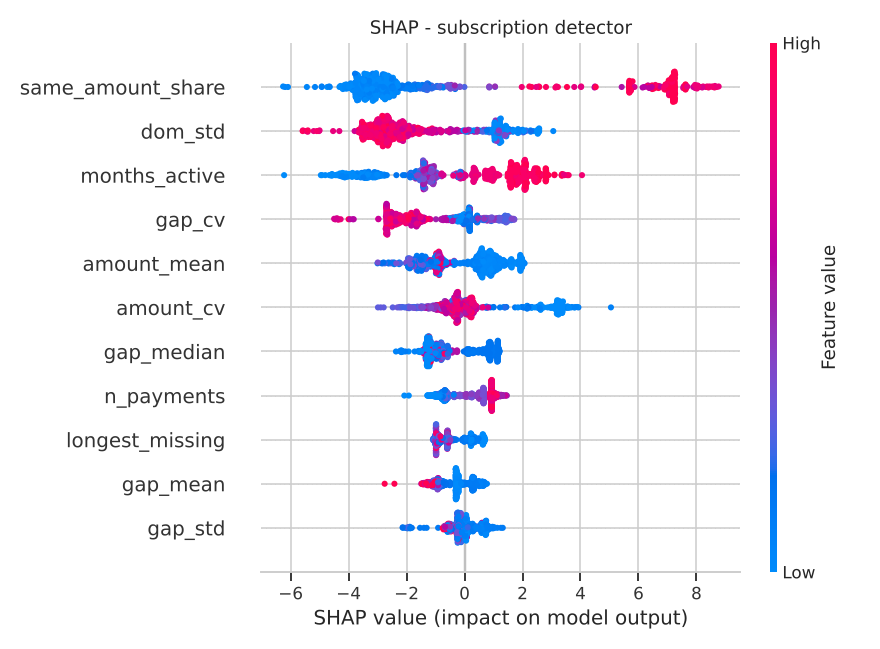 SHAP - subscription detector
High
same_amount_share
dom_std
months_active
gap_cv
amount_mean
amount_cv
gap_median
n_payments
longest_missing
gap_mean
gap_std
Feature value
Low
−6 −4 −2 0 2 4 6 8
SHAP value (impact on model output)